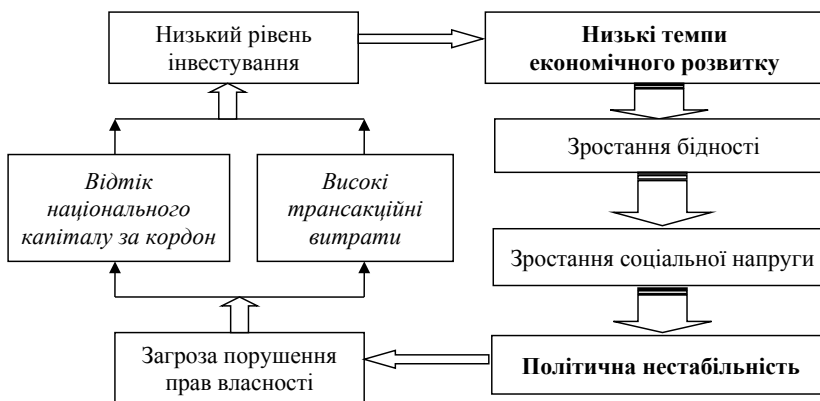 Низький рівень
інвестування
Низькі темпи
економічного розвитку
Зростання бідності
Відтік
національного
капіталу за кордон
Високі
трансакційні
витрати
Зростання соціальної напруги
Загроза порушення
прав власності
Політична нестабільність